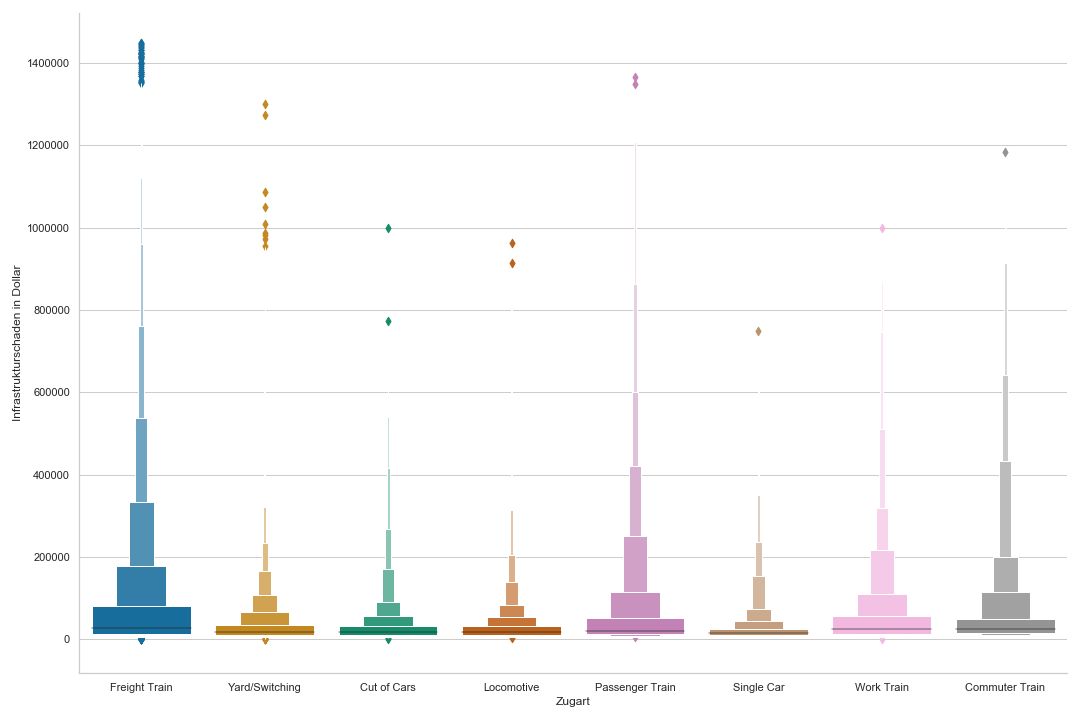 1400000
1200000
1000000
800000
600000
400000
200000
0
Infrastrukturschaden in Dollar
Freight Train Yard/Switching Cut of Cars Locomotive Passenger Train Single Car Work Train Commuter Train
Zugart